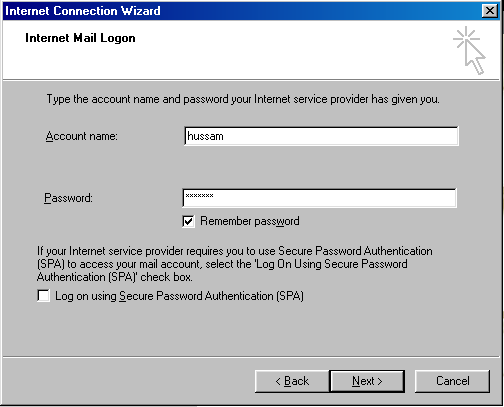 Internet Connection Wizard
Internet Mail Logon
Type the account name and password your Internet service provider has given you.
Account name: hussam
Password: *******
Remember password
If your Internet service provider requires you to use Secure Password Authentication
(SPA) to access your mail account, select the 'Log On Using Secure Password
Authentication (SPA)' check box.
Log on using Secure Password Authentication (SPA)
< Back Next > Cancel